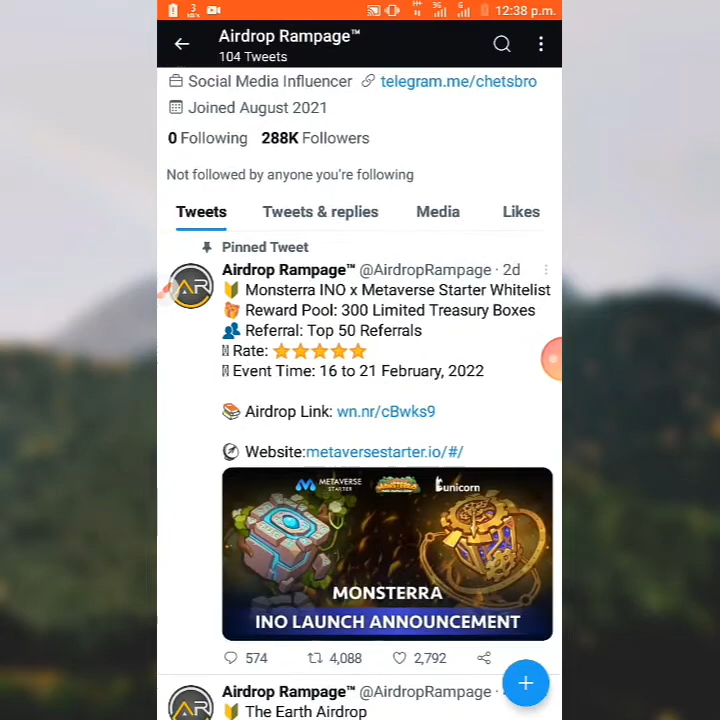 3
12:38 p.m.
Airdrop Rampage™
104 Tweets
Social Media Influencer telegram.me/chetsbro
Joined August 2021
0 Following 288K Followers
Not followed by anyone you're following
Tweets Tweets & replies Media Likes
Pinned Tweet
Airdrop Rampage™ @AirdropRampage · 2d
🔰 Monsterra INO x Metaverse Starter Whitelist
Reward Pool: 300 Limited Treasury Boxes
👥 Referral: Top 50 Referrals
Rate: ⭐⭐⭐⭐⭐
Event Time: 16 to 21 February, 2022
📚 Airdrop Link: wn.nr/cBwks9
🧭 Website:metaversestarter.io/#/
METAVERSE STARTER MONSTERRA unicorn
MONSTERRA
INO LAUNCH ANNOUNCEMENT
574 4,088 2,792
Airdrop Rampage™ @AirdropRampage ·
🔰 The Earth Airdrop